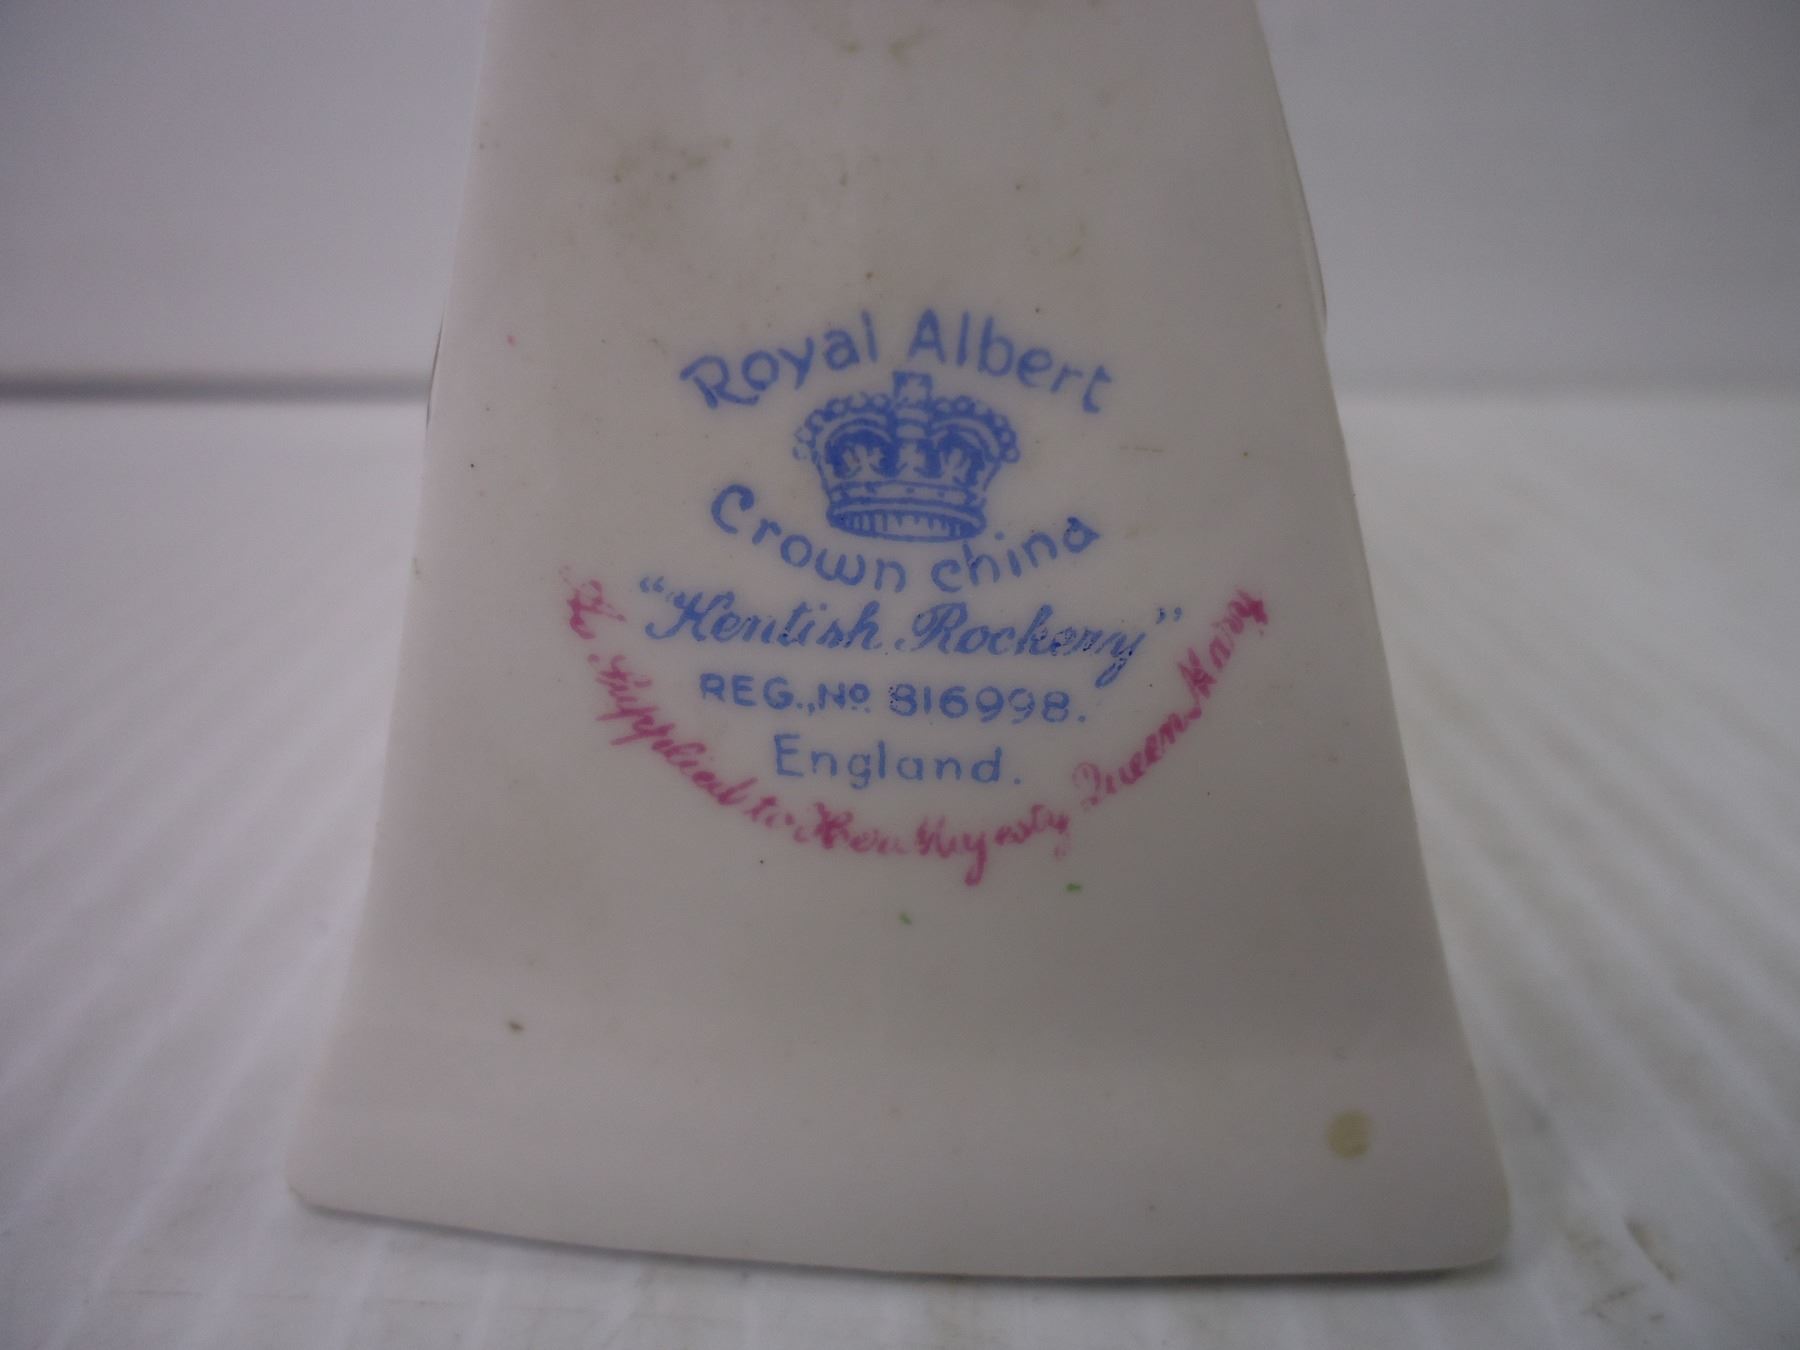 Royal Albert
Crown china
"Kentish Rockery"
REG., No. 816998.
England.
As Supplied to Her Majesty Queen Mary